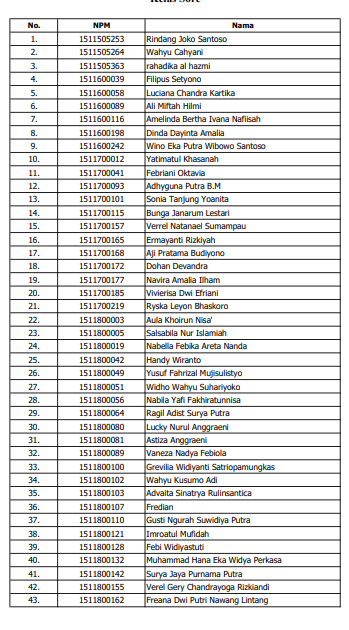 Kelas Sore
No. NPM Nama
1. 1511505253 Rindang Joko Santoso
2. 1511505264 Wahyu Cahyani
3. 1511505363 rahadika al hazmi
4. 1511600039 Filipus Setyono
5. 1511600058 Luciana Chandra Kartika
6. 1511600089 Ali Miftah Hilmi
7. 1511600116 Amelinda Bertha Ivana Nafiisah
8. 1511600198 Dinda Dayinta Amalia
9. 1511600242 Wino Eka Putra Wibowo Santoso
10. 1511700012 Yatimatul Khasanah
11. 1511700041 Febriani Oktavia
12. 1511700093 Adhyguna Putra B.M
13. 1511700101 Sonia Tanjung Yoanita
14. 1511700115 Bunga Janarum Lestari
15. 1511700157 Verrel Natanael Sumampau
16. 1511700165 Ermayanti Rizkiyah
17. 1511700168 Aji Pratama Budiyono
18. 1511700172 Dohan Devandra
19. 1511700177 Navira Amalia Ilham
20. 1511700185 Vivierisa Dwi Efriani
21. 1511700219 Ryska Leyon Bhaskoro
22. 1511800003 Aula Khoirun Nisa'
23. 1511800005 Salsabila Nur Islamiah
24. 1511800019 Nabella Febika Areta Nanda
25. 1511800042 Handy Wiranto
26. 1511800049 Yusuf Fahrizal Mujisulistyo
27. 1511800051 Widho Wahyu Suhariyoko
28. 1511800056 Nabila Yafi Fakhiratunnisa
29. 1511800064 Ragil Adist Surya Putra
30. 1511800080 Lucky Nurul Anggraeni
31. 1511800081 Astiza Anggraeni
32. 1511800089 Vaneza Nadya Febiola
33. 1511800100 Grevilia Widiyanti Satriopamungkas
34. 1511800102 Wahyu Kusumo Adi
35. 1511800103 Advaita Sinatrya Rulinsantica
36. 1511800107 Fredian
37. 1511800110 Gusti Ngurah Suwidiya Putra
38. 1511800121 Imroatul Mufidah
39. 1511800128 Febi Widiyastuti
40. 1511800132 Muhammad Hana Eka Widya Perkasa
41. 1511800142 Surya Jaya Purnama Putra
42. 1511800155 Verel Gery Chandrayoga Rizkiandi
43. 1511800162 Freana Dwi Putri Nawang Lintang